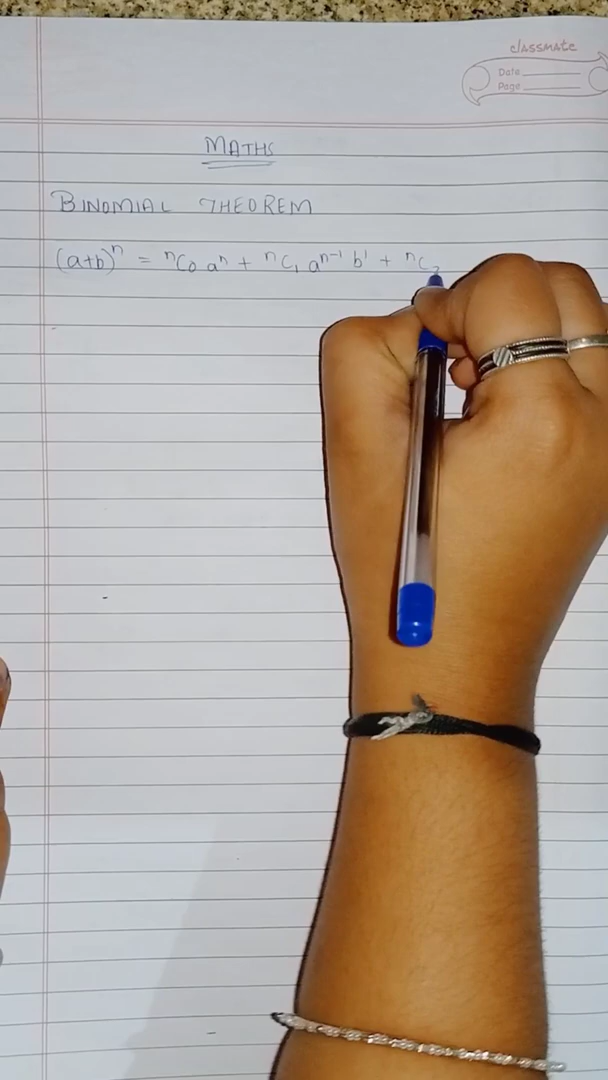 classmate
Date
Page
MATHS
BINOMIAL THEOREM
(a+b)ⁿ = ⁿC₀ aⁿ + ⁿC₁ aⁿ⁻¹ b¹ + ⁿC₂